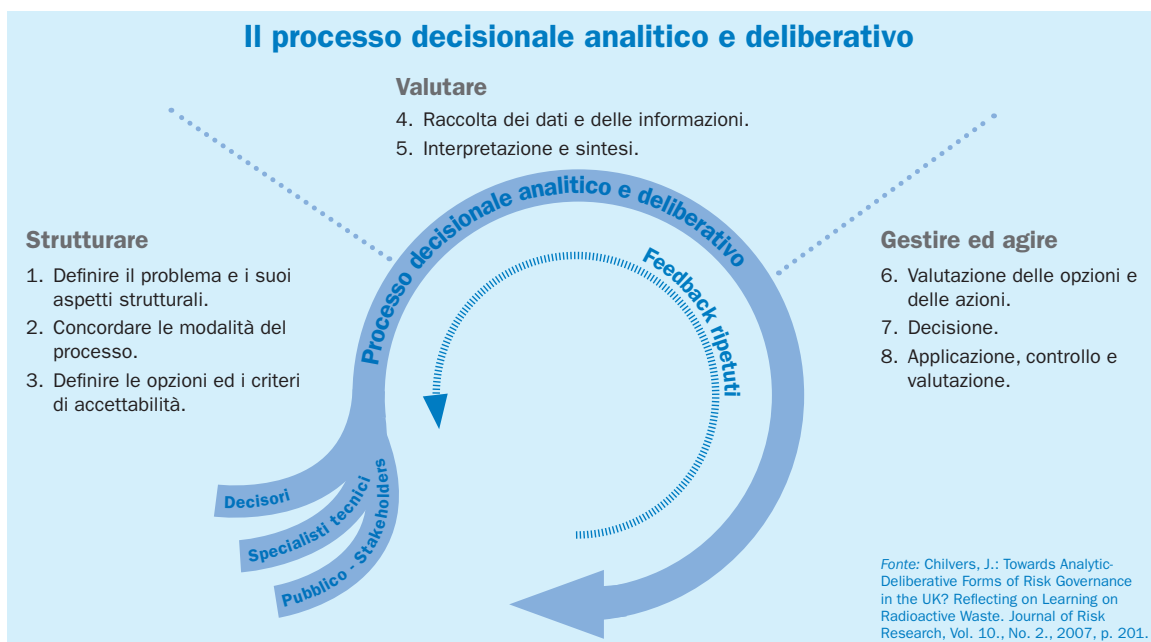 Il processo decisionale analitico e deliberativo
Valutare
4. Raccolta dei dati e delle informazioni.
5. Interpretazione e sintesi.
Strutturare
1. Definire il problema e i suoi
aspetti strutturali.
2. Concordare le modalità del
processo.
3. Definire le opzioni ed i criteri
di accettabilità.
Processo decisionale analitico e deliberativo
Feedback ripetuti
Gestire ed agire
6. Valutazione delle opzioni e
delle azioni.
7. Decisione.
8. Applicazione, controllo e
valutazione.
Decisori
Specialisti tecnici
Pubblico - Stakeholders
Fonte: Chilvers, J.: Towards Analytic-
Deliberative Forms of Risk Governance
in the UK? Reflecting on Learning on
Radioactive Waste. Journal of Risk
Research, Vol. 10., No. 2., 2007, p. 201.